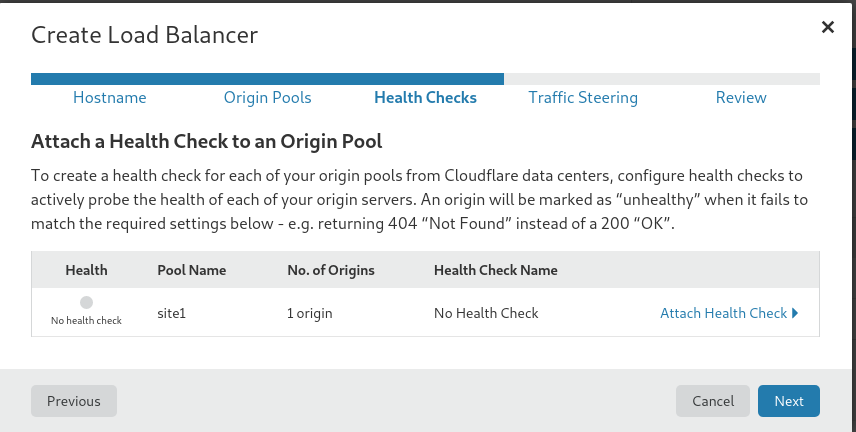 Create Load Balancer
×
Hostname Origin Pools Health Checks Traffic Steering Review
Attach a Health Check to an Origin Pool
To create a health check for each of your origin pools from Cloudflare data centers, configure health checks to
actively probe the health of each of your origin servers. An origin will be marked as “unhealthy” when it fails to
match the required settings below - e.g. returning 404 “Not Found” instead of a 200 “OK”.
Health Pool Name No. of Origins Health Check Name
No health check site1 1 origin No Health Check Attach Health Check
Previous Cancel Next